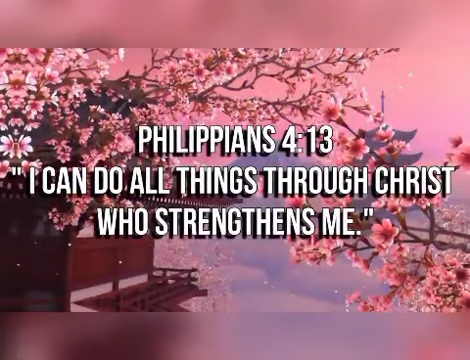 PHILIPPIANS 4:13
" I CAN DO ALL THINGS THROUGH CHRIST
WHO STRENGTHENS ME."